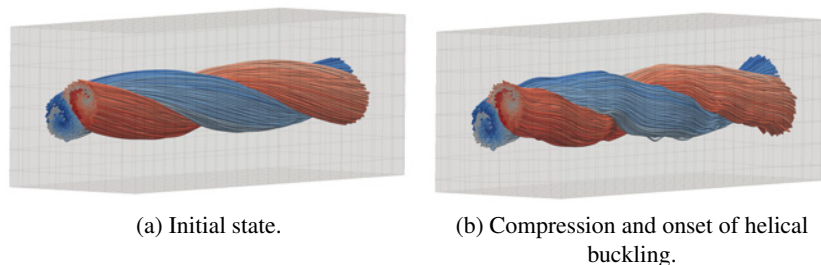 (a) Initial state.
(b) Compression and onset of helical
buckling.